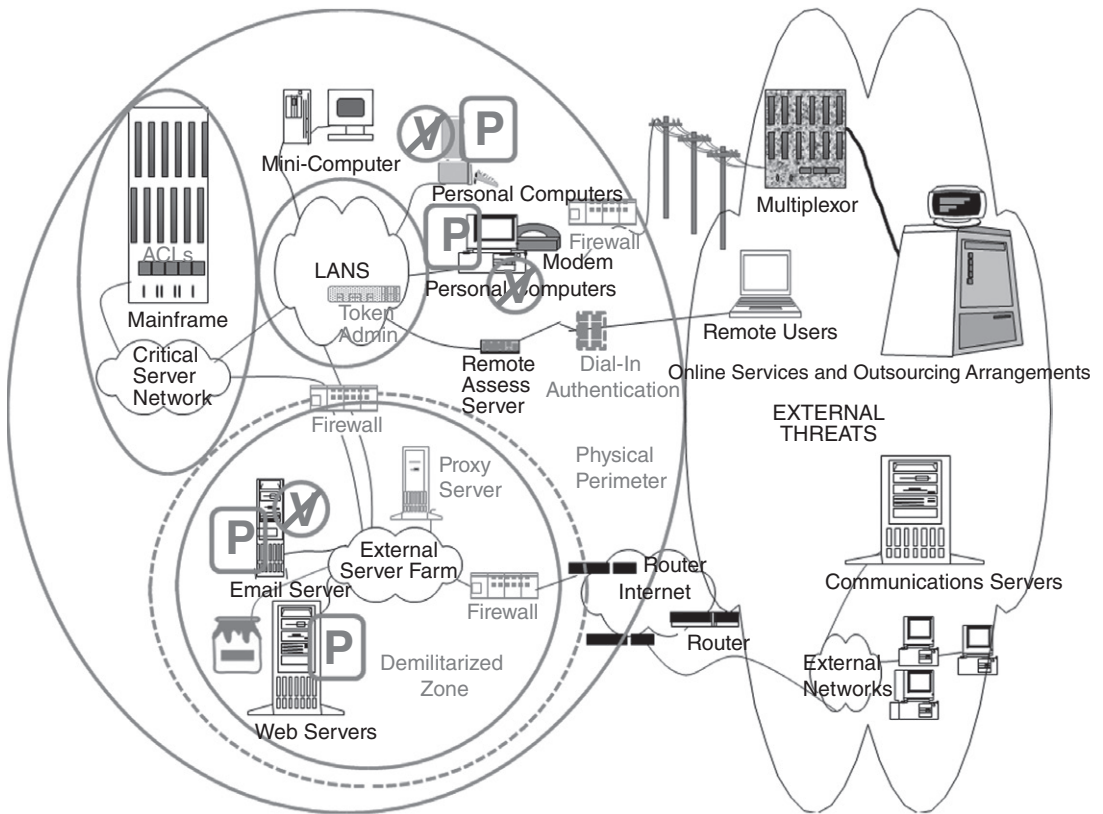 Mini-Computer
P
V
Personal Computers
Multiplexor
Firewall
ACLs
LANS
P
Modem
V
Personal Computers
Token
Admin
Mainframe
Remote Users
Critical
Server
Network
Remote
Assess
Server
Dial-In
Authentication
Online Services and Outsourcing Arrangements
EXTERNAL
THREATS
Firewall
Proxy
Server
Physical
Perimeter
V
P
External
Server Farm
Email Server
Firewall
Router
Internet
Communications Servers
P
Router
Demilitarized
Zone
External
Networks
Web Servers